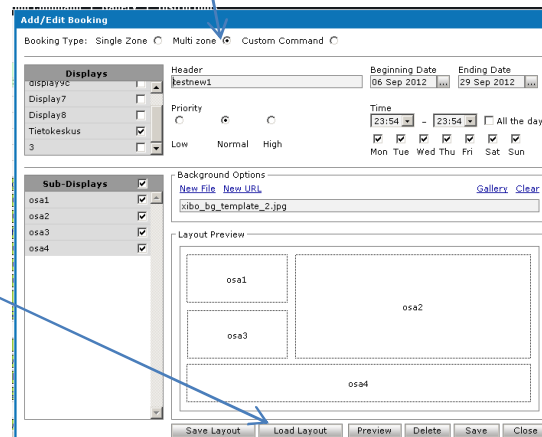 Add/Edit Booking
Booking Type: Single Zone Multi zone Custom Command
Displays
display9c
Display7
Display8
Tietokeskus
3
Header
testnew1
Beginning Date
06 Sep 2012 ...
Ending Date
29 Sep 2012 ...
Priority
Low Normal High
Time
23:54 - 23:54 All the day
Mon Tue Wed Thu Fri Sat Sun
Sub-Displays
osa1
osa2
osa3
osa4
Background Options
New File New URL Gallery Clear
xibo_bg_template_2.jpg
Layout Preview
osa1
osa2
osa3
osa4
Save Layout Load Layout Preview Delete Save Close